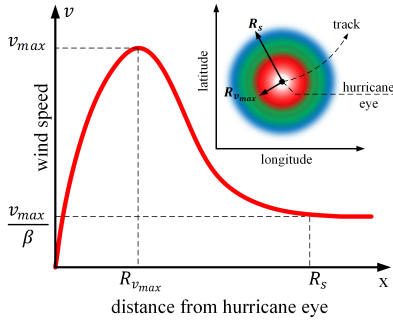 v
v_max
wind speed
v_max
β
R_v_max
R_s
x
distance from hurricane eye
latitude
R_s
track
R_v_max
hurricane
eye
longitude